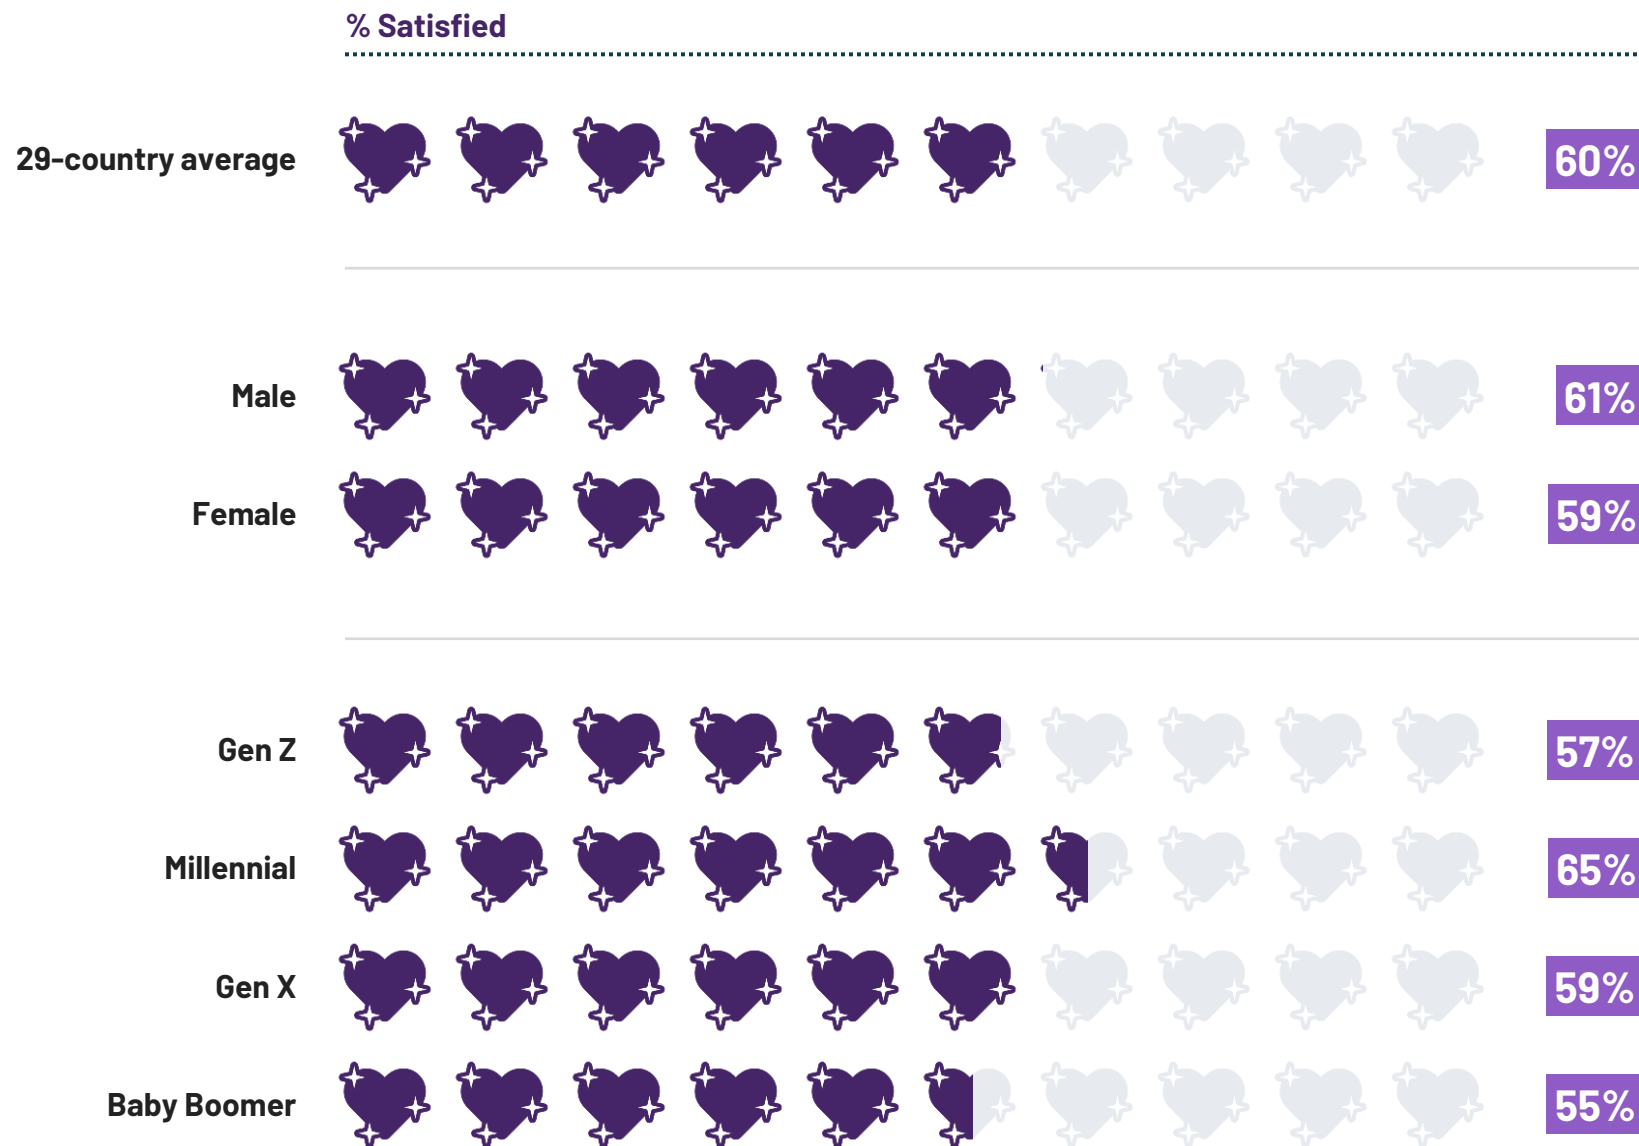 % Satisfied
29-country average 60%
Male 61%
Female 59%
Gen Z 57%
Millennial 65%
Gen X 59%
Baby Boomer 55%